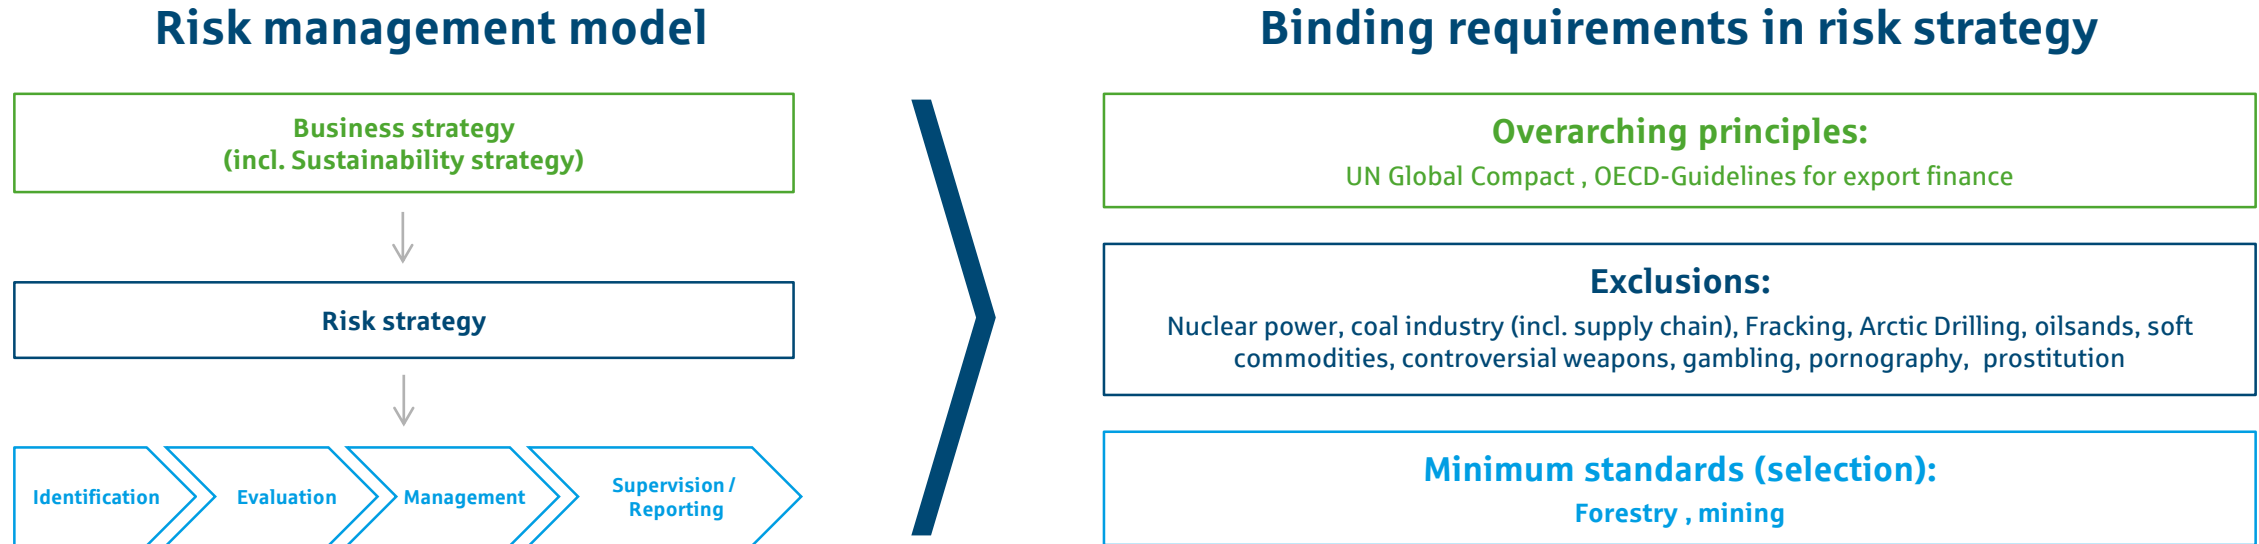 Risk management model
Business strategy
(incl. Sustainability strategy)
Risk strategy
Identification
Evaluation
Management
Supervision /
Reporting
Binding requirements in risk strategy
Overarching principles:
UN Global Compact , OECD-Guidelines for export finance
Exclusions:
Nuclear power, coal industry (incl. supply chain), Fracking, Arctic Drilling, oilsands, soft
commodities, controversial weapons, gambling, pornography, prostitution
Minimum standards (selection):
Forestry , mining